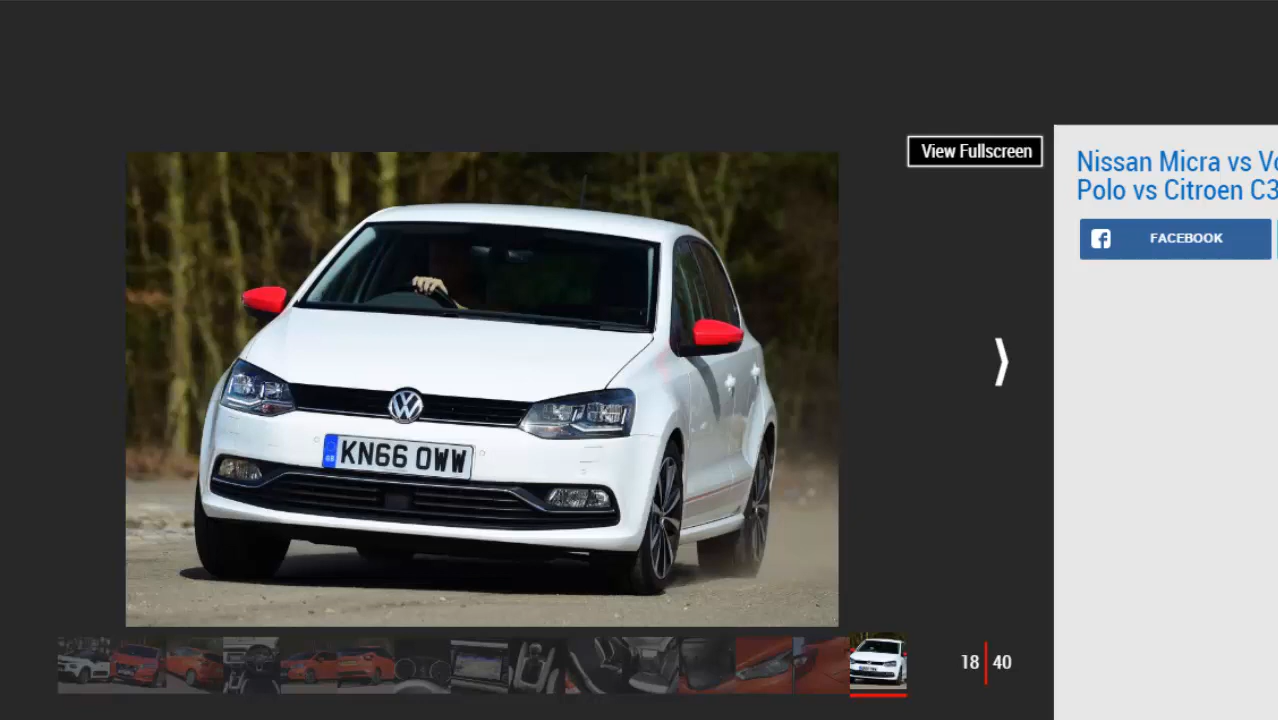 View Fullscreen
Nissan Micra vs Vo
Polo vs Citroen C3
FACEBOOK
KN66 OWW
18 40